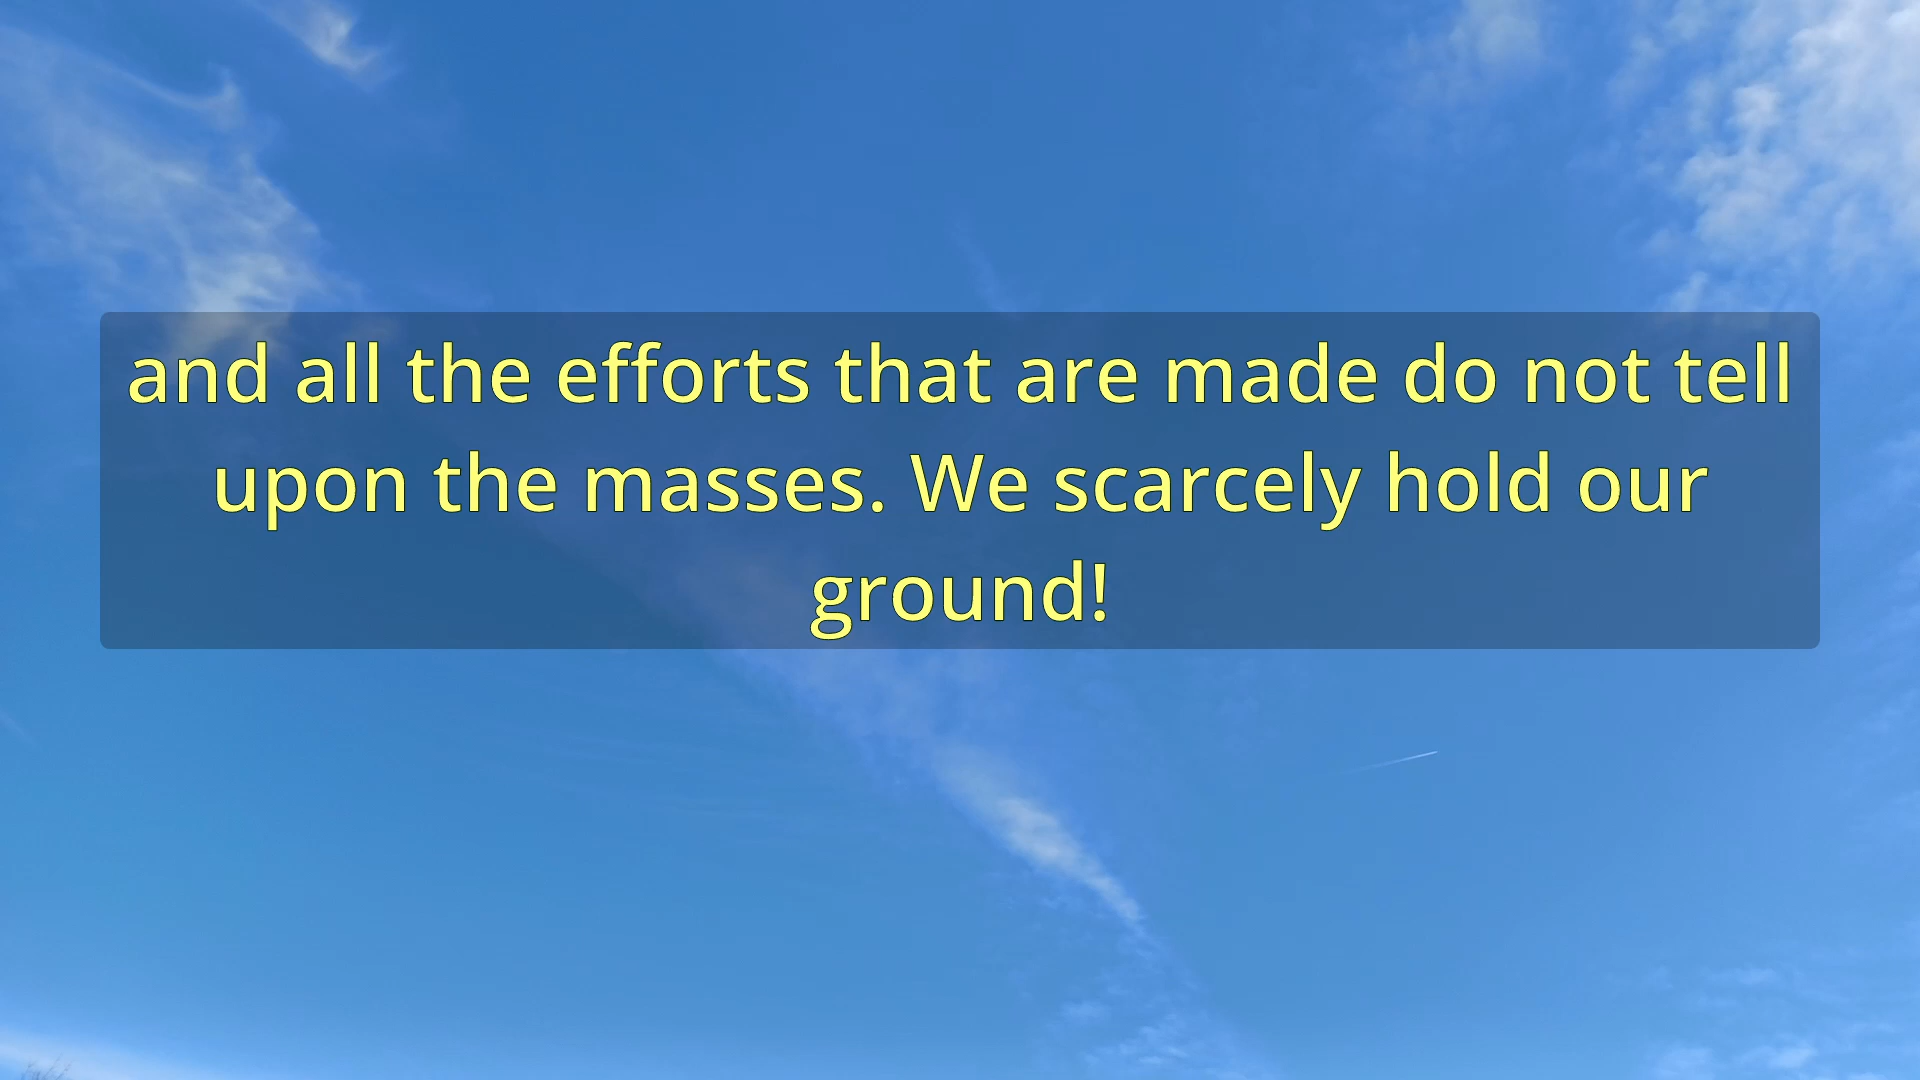 and all the efforts that are made do not tell
upon the masses. We scarcely hold our
ground!